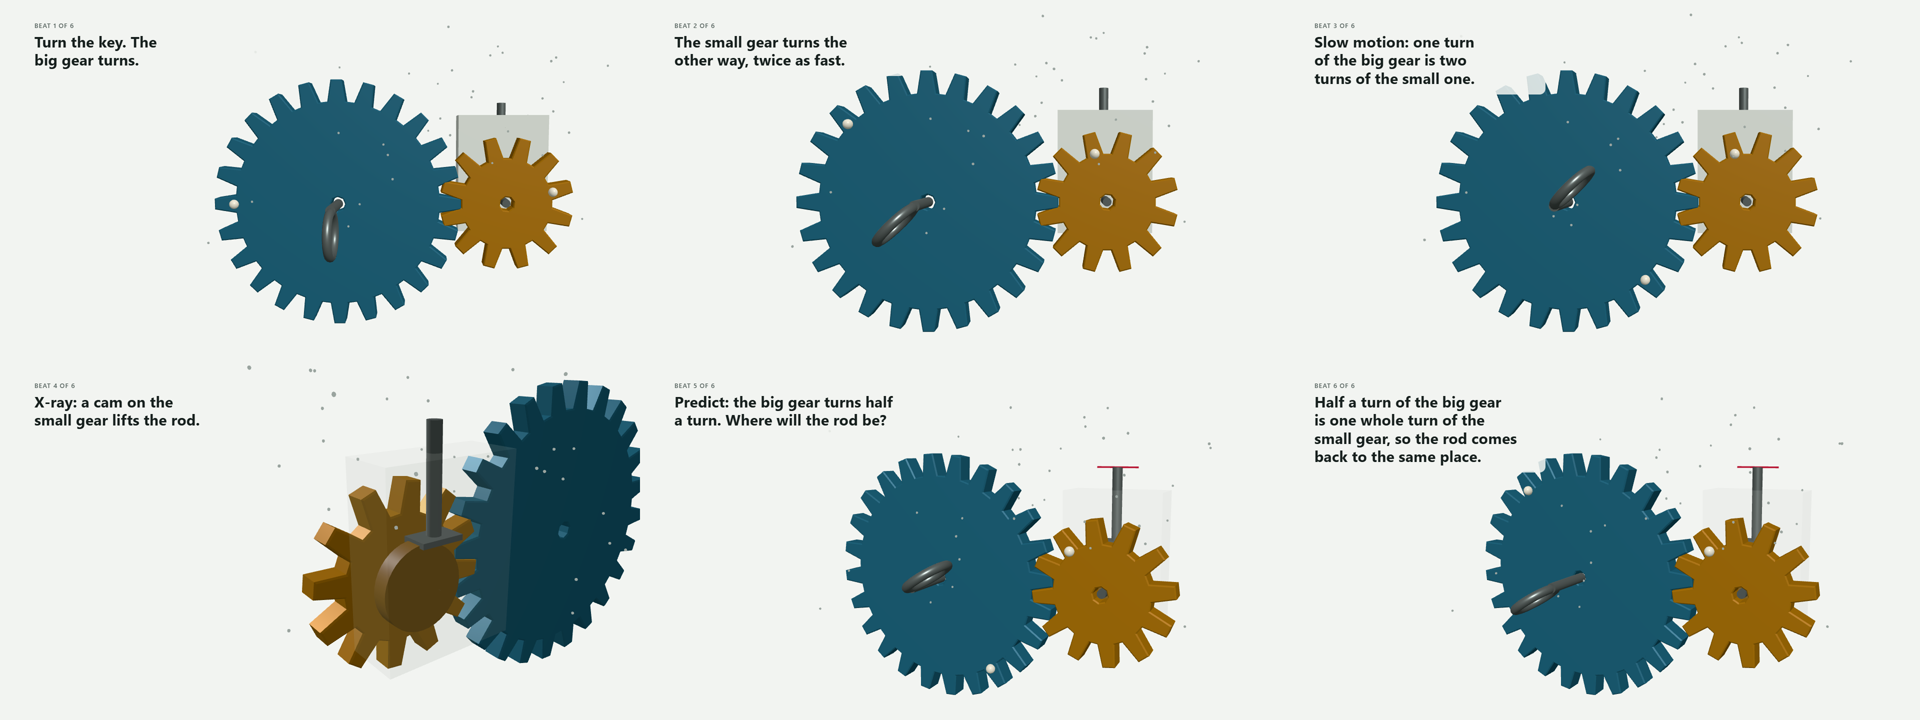 BEAT 1 OF 6
Turn the key. The
big gear turns.
BEAT 2 OF 6
The small gear turns the
other way, twice as fast.
BEAT 3 OF 6
Slow motion: one turn
of the big gear is two
turns of the small one.
BEAT 4 OF 6
X-ray: a cam on the
small gear lifts the rod.
BEAT 5 OF 6
Predict: the big gear turns half
a turn. Where will the rod be?
BEAT 6 OF 6
Half a turn of the big gear
is one whole turn of the
small gear, so the rod comes
back to the same place.